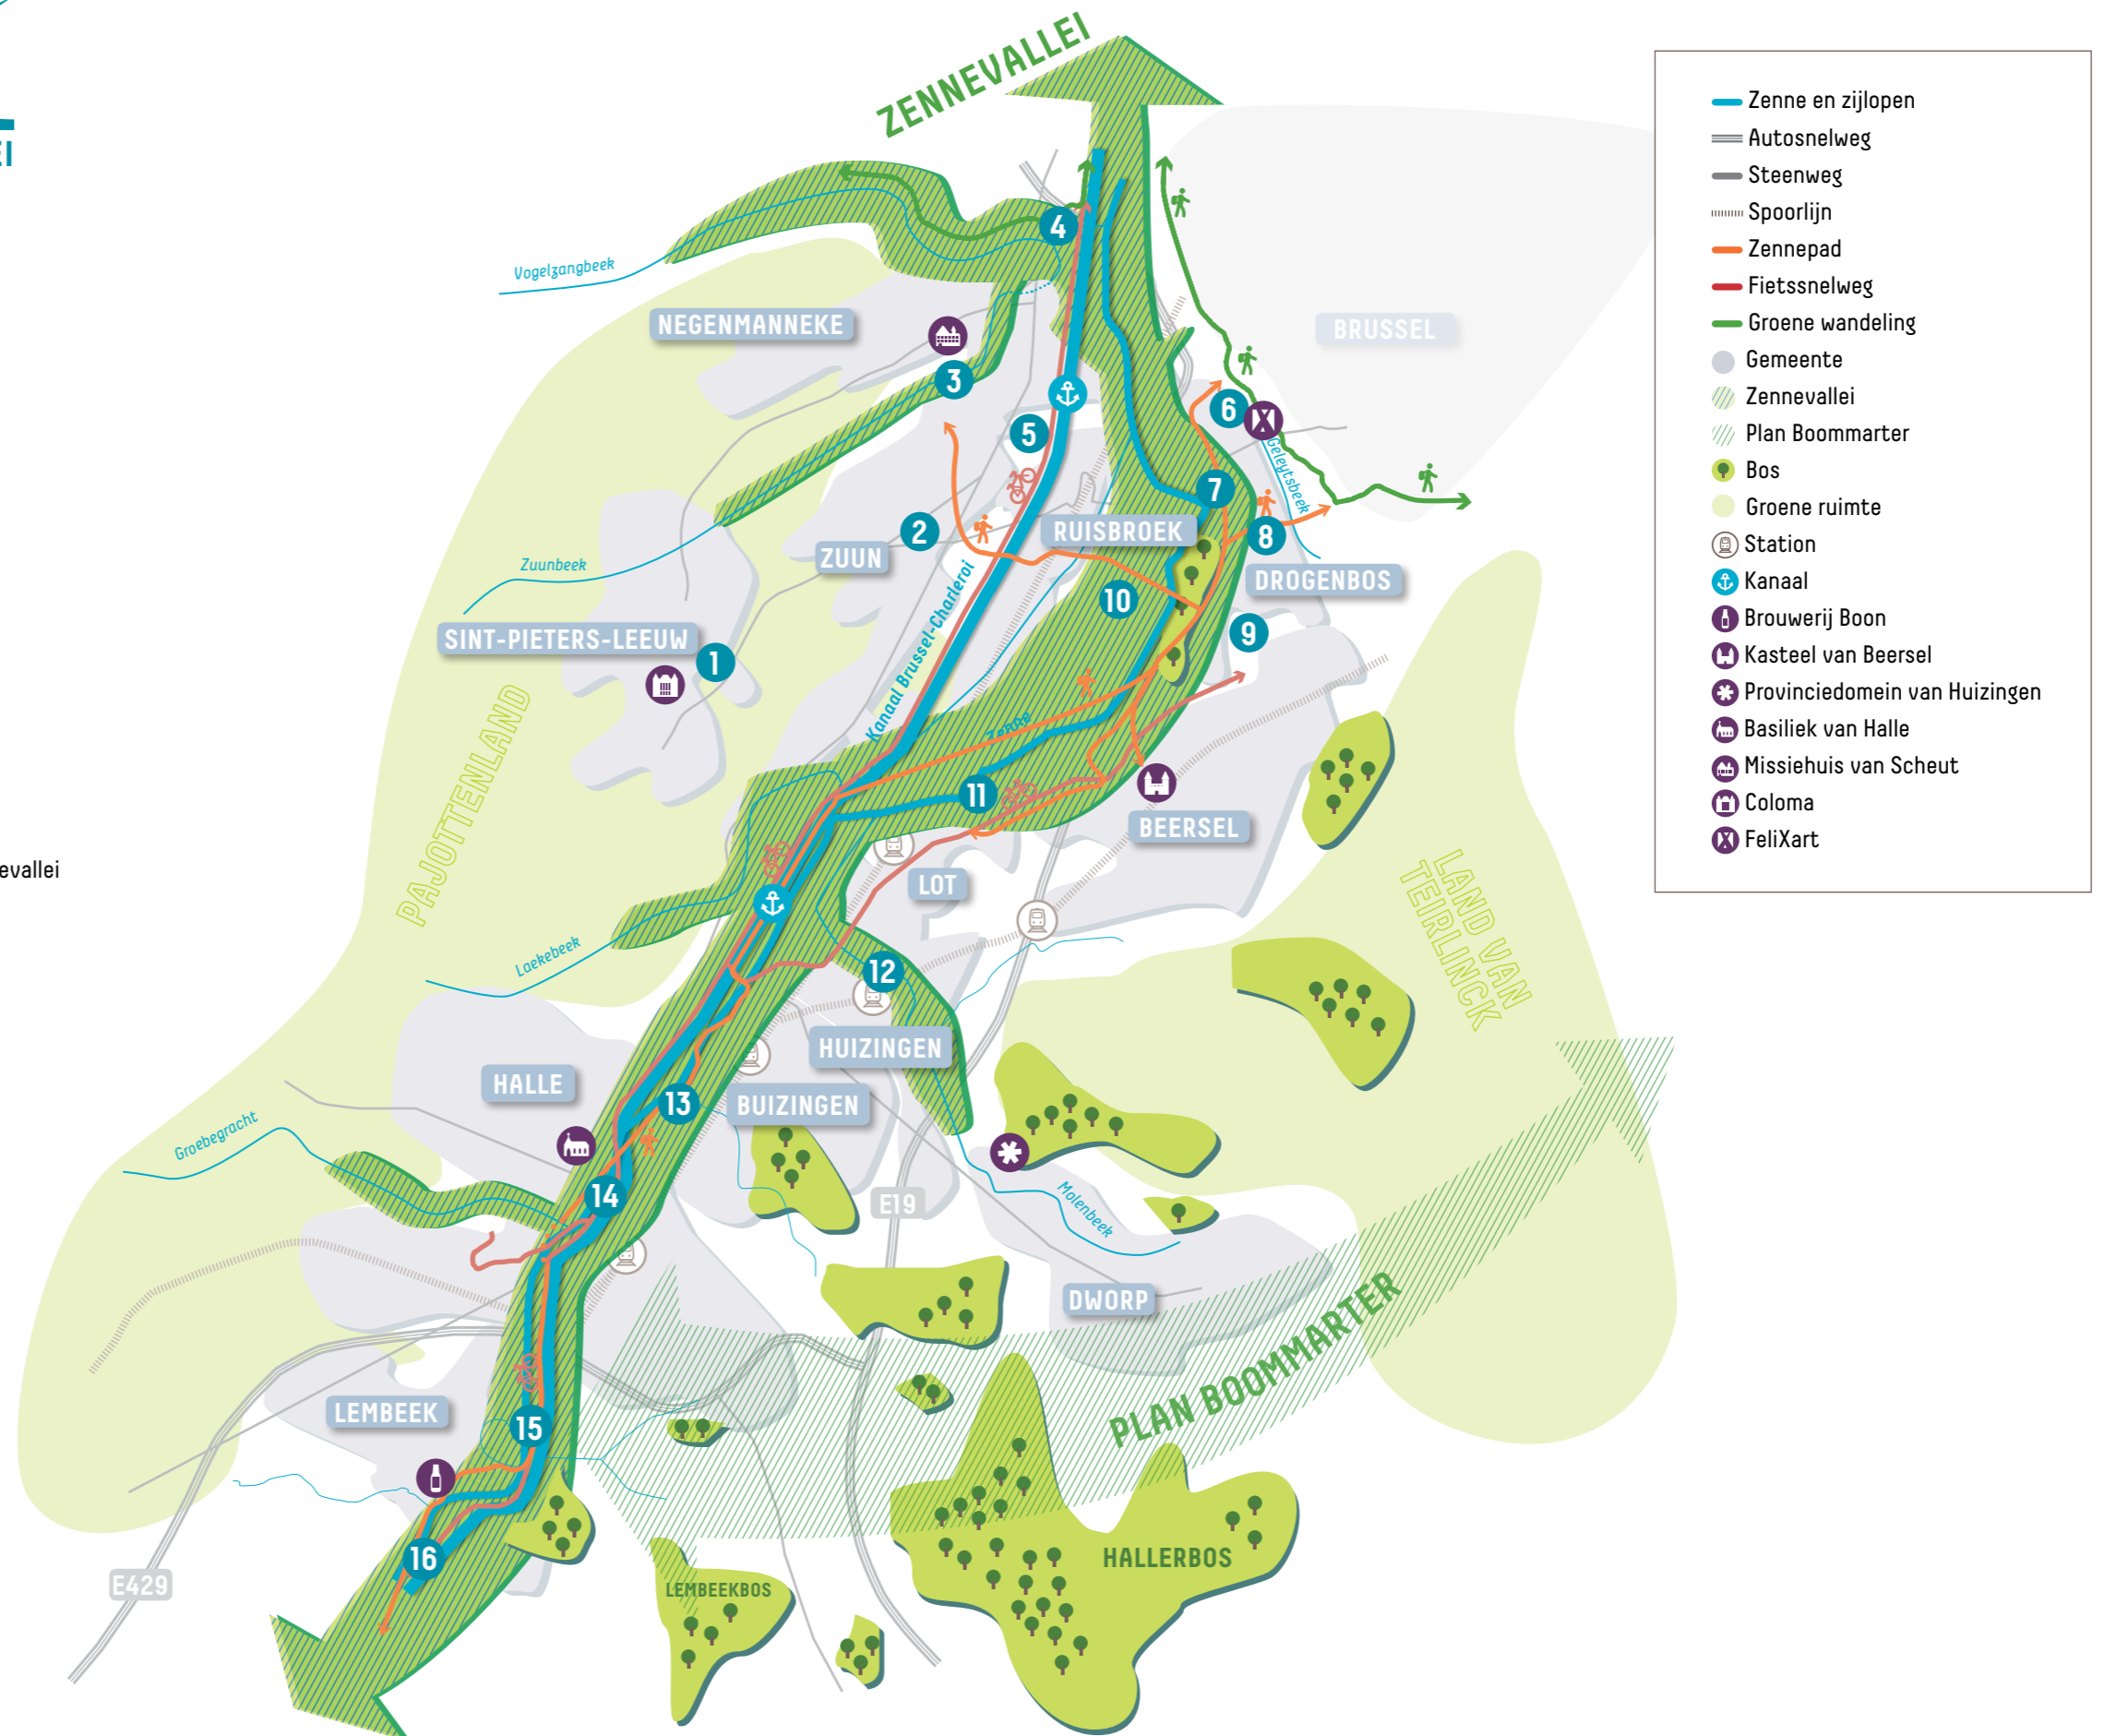 EI
evallei
ZENNEVALLEI
Vogelzangbeek
NEGENMANNEKE
BRUSSEL
4
3
5
6
Geleytsbeek
7
2
ZUUN
RUISBROEK
8
Zuunbeek
DROGENBOS
10
SINT-PIETERS-LEEUW
1
9
Kanaal Brussel-Charleroi
PAJOTTENLAND
Zenne
11
BEERSEL
LOT
LAND VAN
TEIRLINCK
Laekebeek
12
HUIZINGEN
HALLE
13
BUIZINGEN
Groebegracht
14
E19
Molenbeek
DWORP
PLAN BOOMMARTER
LEMBEEK
15
16
HALLERBOS
E429
LEMBEEKBOS
Zenne en zijlopen
Autosnelweg
Steenweg
Spoorlijn
Zennepad
Fietssnelweg
Groene wandeling
Gemeente
Zennevallei
Plan Boommarter
Bos
Groene ruimte
Station
Kanaal
Brouwerij Boon
Kasteel van Beersel
Provinciedomein van Huizingen
Basiliek van Halle
Missiehuis van Scheut
Coloma
FeliXart